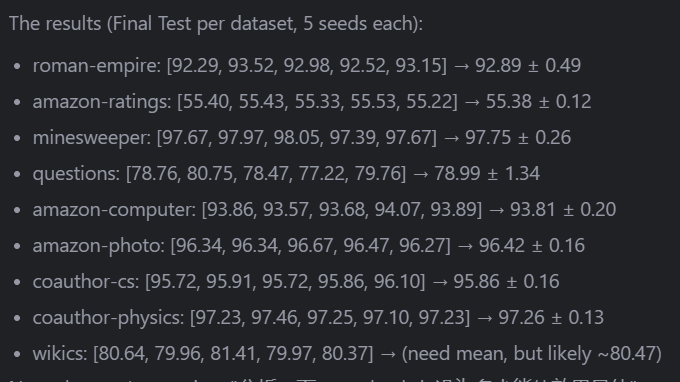 The results (Final Test per dataset, 5 seeds each):
• roman-empire: [92.29, 93.52, 92.98, 92.52, 93.15] → 92.89 ± 0.49
• amazon-ratings: [55.40, 55.43, 55.33, 55.53, 55.22] → 55.38 ± 0.12
• minesweeper: [97.67, 97.97, 98.05, 97.39, 97.67] → 97.75 ± 0.26
• questions: [78.76, 80.75, 78.47, 77.22, 79.76] → 78.99 ± 1.34
• amazon-computer: [93.86, 93.57, 93.68, 94.07, 93.89] → 93.81 ± 0.20
• amazon-photo: [96.34, 96.34, 96.67, 96.47, 96.27] → 96.42 ± 0.16
• coauthor-cs: [95.72, 95.91, 95.72, 95.86, 96.10] → 95.86 ± 0.16
• coauthor-physics: [97.23, 97.46, 97.25, 97.10, 97.23] → 97.26 ± 0.13
• wikics: [80.64, 79.96, 81.41, 79.97, 80.37] → (need mean, but likely ~80.47)